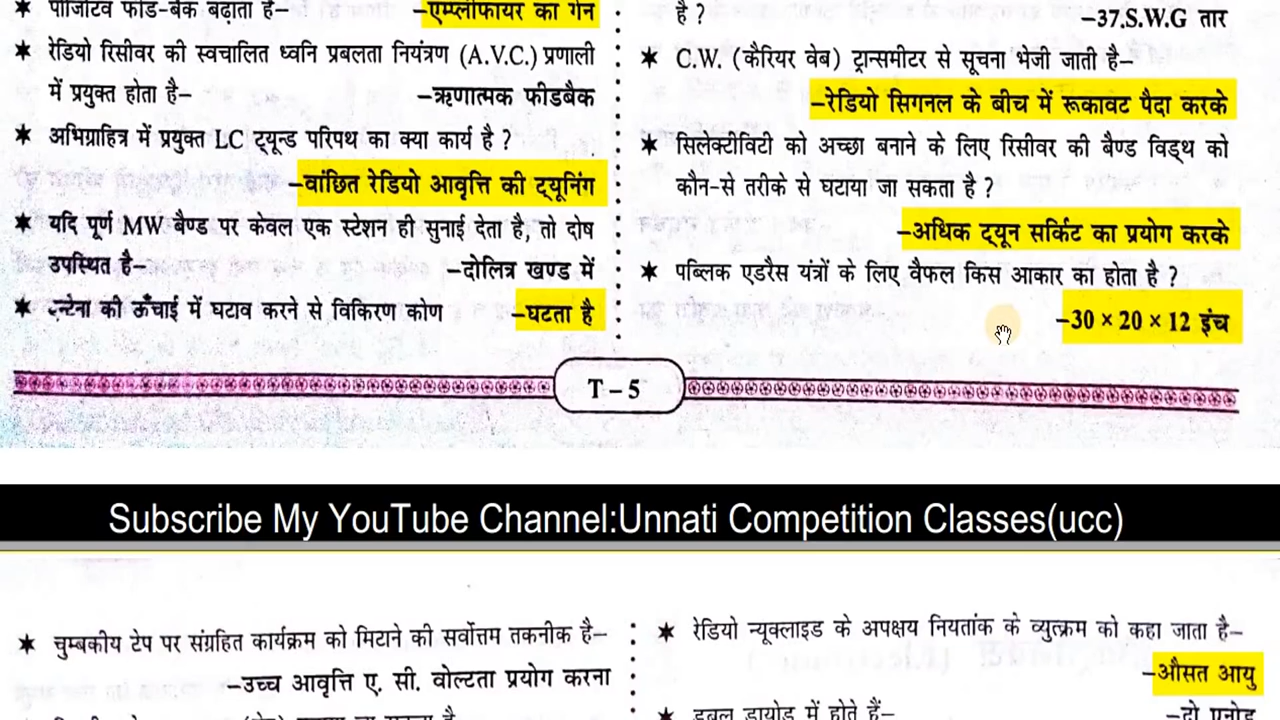 ★ पॉजिटिव फीड-बैक बढ़ाता है- -एम्प्लीफायर का गेन
★ रेडियो रिसीवर की स्वचालित ध्वनि प्रबलता नियंत्रण (A.V.C.) प्रणाली
में प्रयुक्त होता है- -ऋणात्मक फीडबैक
★ अभिग्राहित्र में प्रयुक्त LC ट्यून्ड परिपथ का क्या कार्य है ?
-वांछित रेडियो आवृत्ति की ट्यूनिंग
★ यदि पूर्ण MW बैण्ड पर केवल एक स्टेशन ही सुनाई देता है, तो दोष
उपस्थित है- -दोलित्र खण्ड में
★ की ऊँचाई में घटाव करने से विकिरण कोण -घटता है
है ?
-37.S.W.G तार
★ C.W. (कैरियर वेब) ट्रान्समीटर से सूचना भेजी जाती है-
-रेडियो सिगनल के बीच में रूकावट पैदा करके
★ सिलेक्टीविटी को अच्छा बनाने के लिए रिसीवर की बैण्ड विड्थ को
कौन-से तरीके से घटाया जा सकता है ?
-अधिक ट्यून सर्किट का प्रयोग करके
★ पब्लिक एडरैस यंत्रों के लिए वैफल किस आकार का होता है ?
-30 × 20 × 12 इंच
T - 5
Subscribe My YouTube Channel:Unnati Competition Classes(ucc)
★ चुम्बकीय टेप पर संग्रहित कार्यक्रम को मिटाने की सर्वोत्तम तकनीक है-
-उच्च आवृत्ति ए. सी. वोल्टता प्रयोग करना
★ रेडियो न्यूक्लाइड के अपक्षय नियतांक के व्युत्क्रम को कहा जाता है-
-औसत आयु
★ डबल डायोड में होते हैं- -दो एनोड